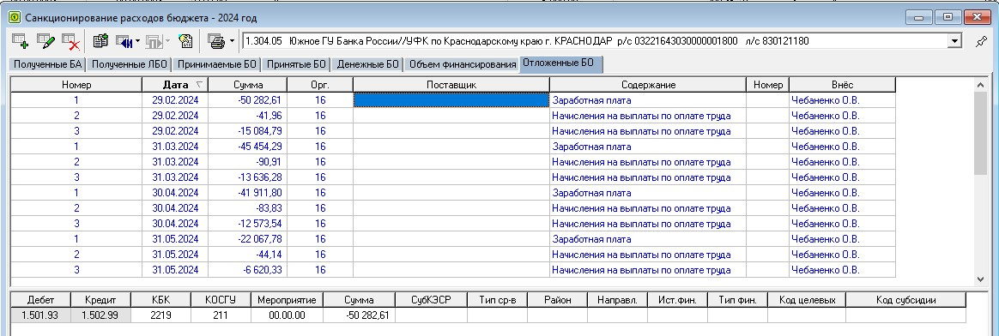 Санкционирование расходов бюджета - 2024 год
1.304.05 Южное ГУ Банка России//УФК по Краснодарскому краю г. КРАСНОДАР р/с 03221643030000001800 л/с 830121180
Полученные БА Полученные ЛБО Принимаемые БО Принятые БО Денежные БО Объем финансирования Отложенные БО
Номер Дата Сумма Орг. Поставщик Содержание Номер Внёс
1 29.02.2024 -50 282,61 16 Заработная плата Чебаненко О.В.
2 29.02.2024 -41,96 16 Начисления на выплаты по оплате труда Чебаненко О.В.
3 29.02.2024 -15 084,79 16 Начисления на выплаты по оплате труда Чебаненко О.В.
1 31.03.2024 -45 454,29 16 Заработная плата Чебаненко О.В.
2 31.03.2024 -90,91 16 Начисления на выплаты по оплате труда Чебаненко О.В.
3 31.03.2024 -13 636,28 16 Начисления на выплаты по оплате труда Чебаненко О.В.
1 30.04.2024 -41 911,80 16 Заработная плата Чебаненко О.В.
2 30.04.2024 -83,83 16 Начисления на выплаты по оплате труда Чебаненко О.В.
3 30.04.2024 -12 573,54 16 Начисления на выплаты по оплате труда Чебаненко О.В.
1 31.05.2024 -22 067,78 16 Заработная плата Чебаненко О.В.
2 31.05.2024 -44,14 16 Начисления на выплаты по оплате труда Чебаненко О.В.
3 31.05.2024 -6 620,33 16 Начисления на выплаты по оплате труда Чебаненко О.В.
Дебет Кредит КБК КОСГУ Мероприятие Сумма СубКЭСР Тип ср-в Район Направл. Ист.фин. Тип фин. Код целевых Код субсидии
1.501.93 1.502.99 2219 211 00.00.00 -50 282,61